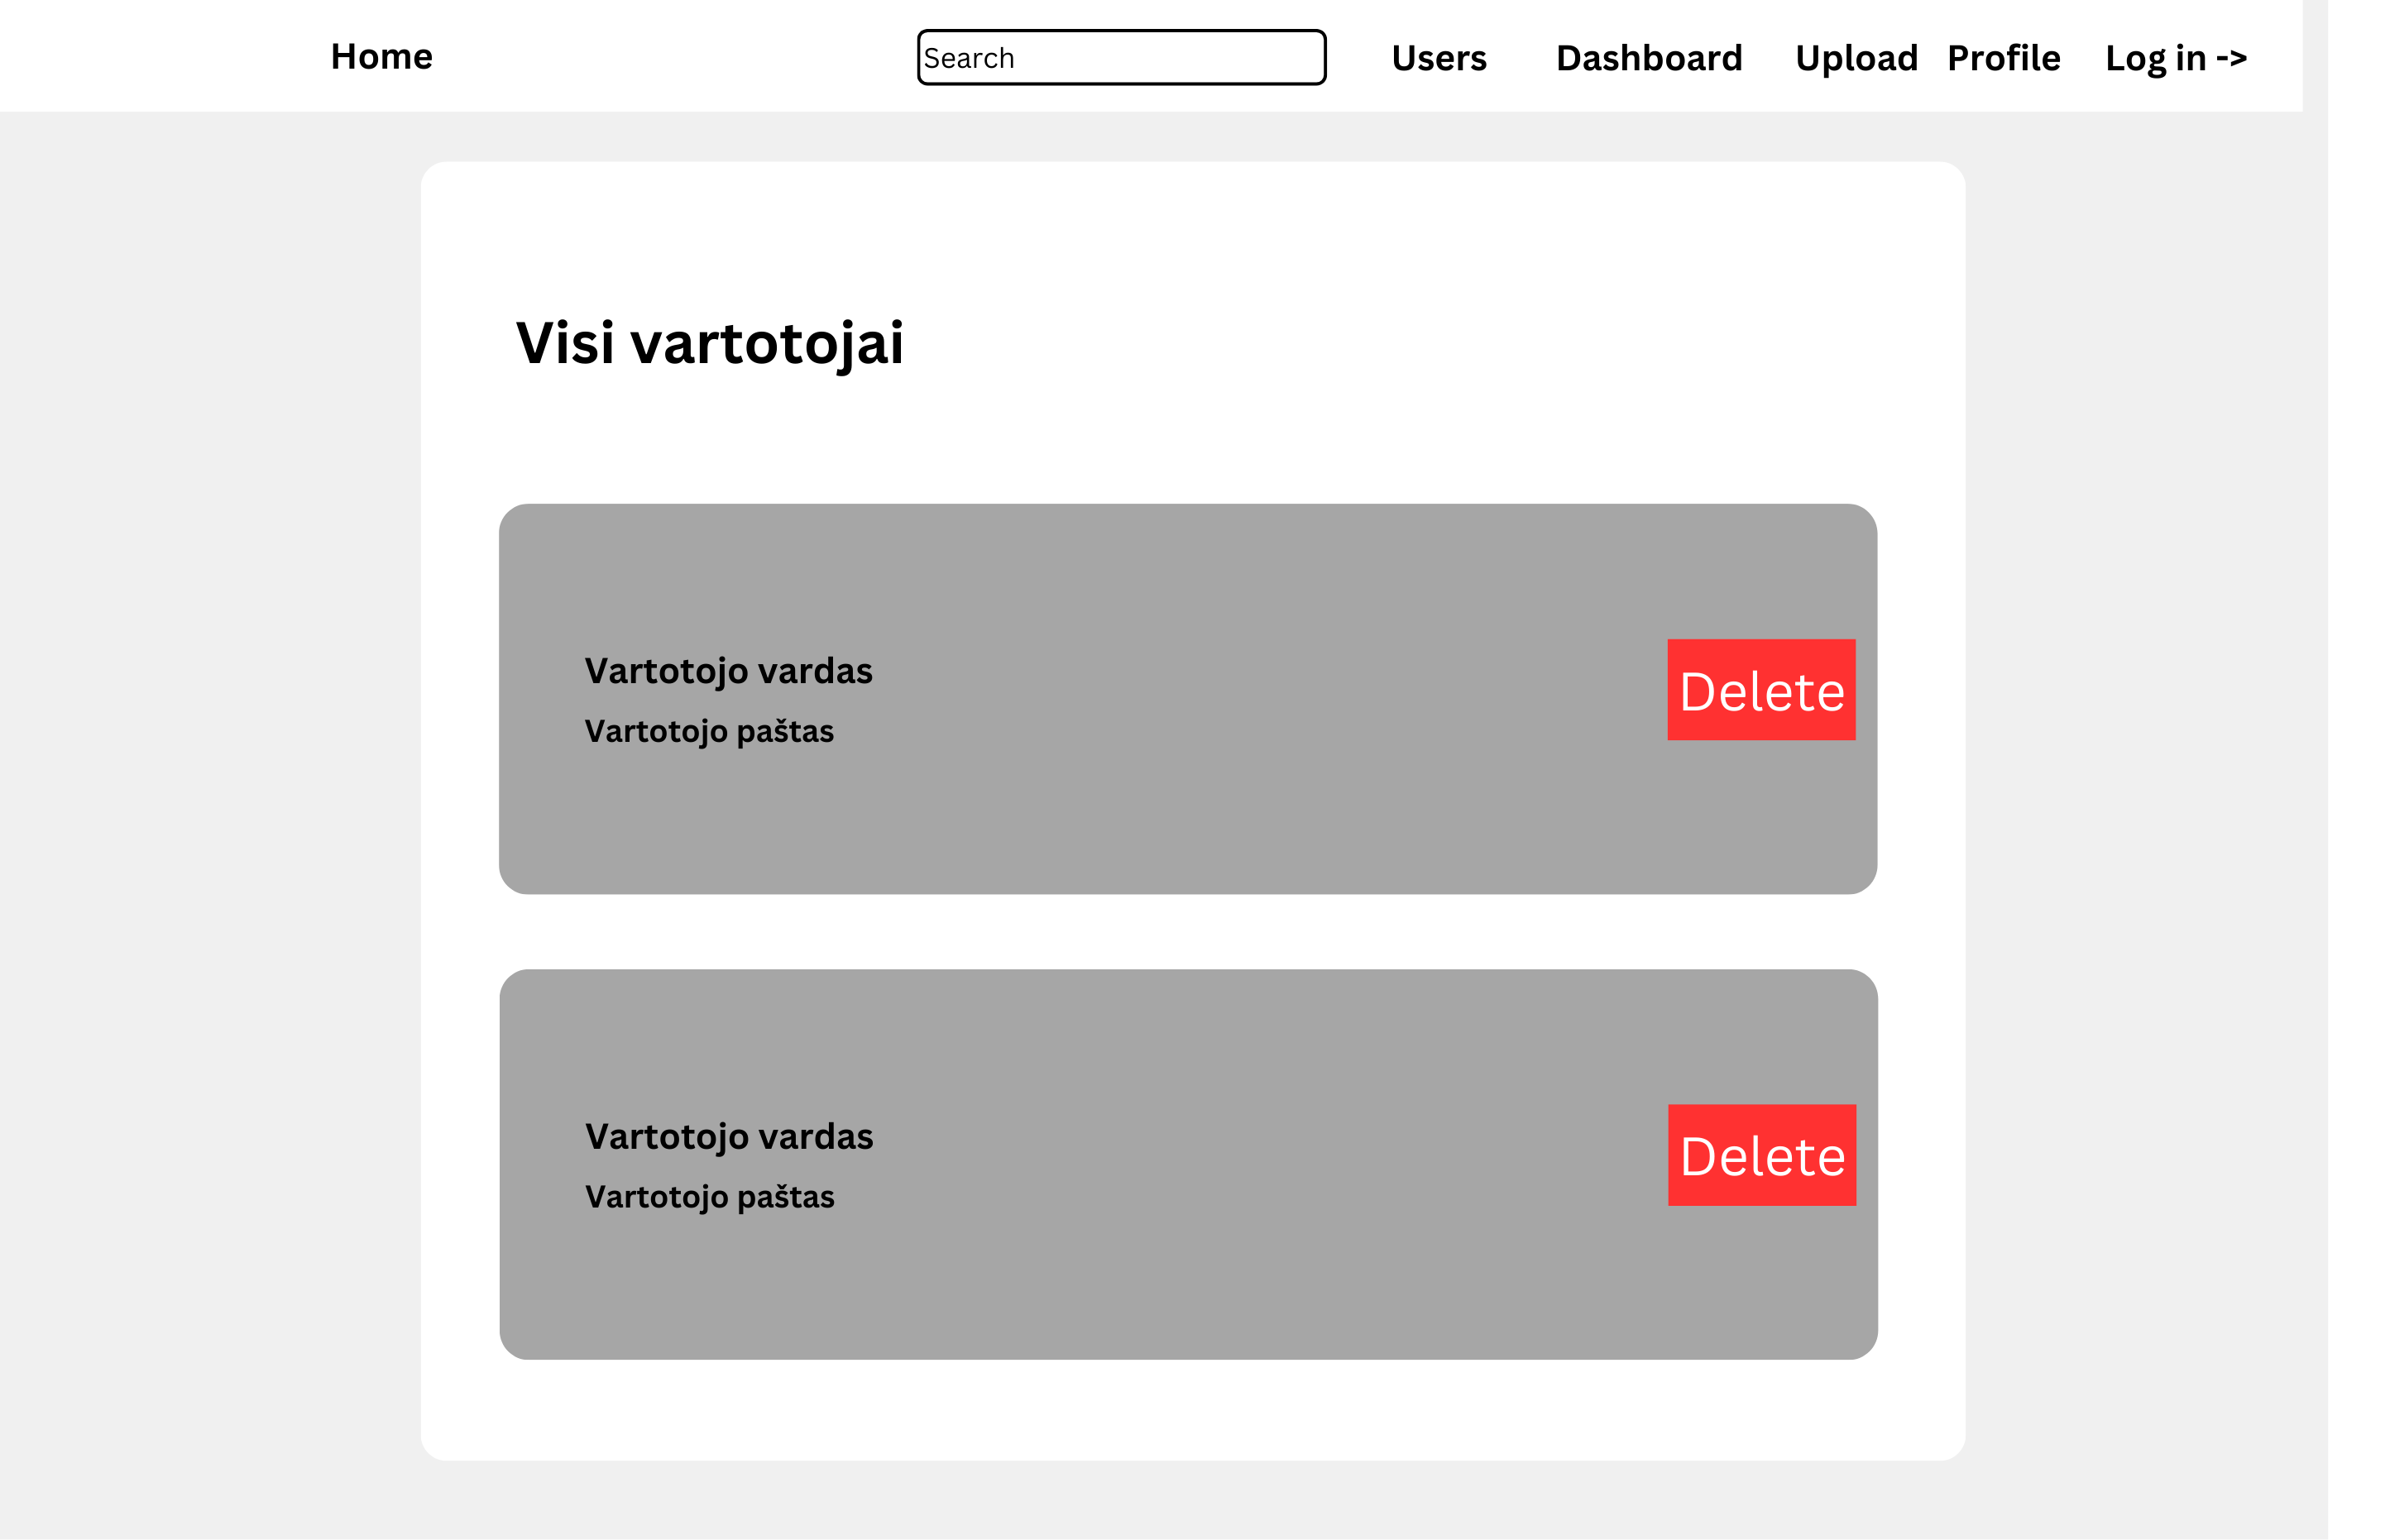 Home Search Users Dashboard Upload Profile Log in ->
Visi vartotojai
Vartotojo vardas
Vartotojo paštas
Delete
Vartotojo vardas
Vartotojo paštas
Delete